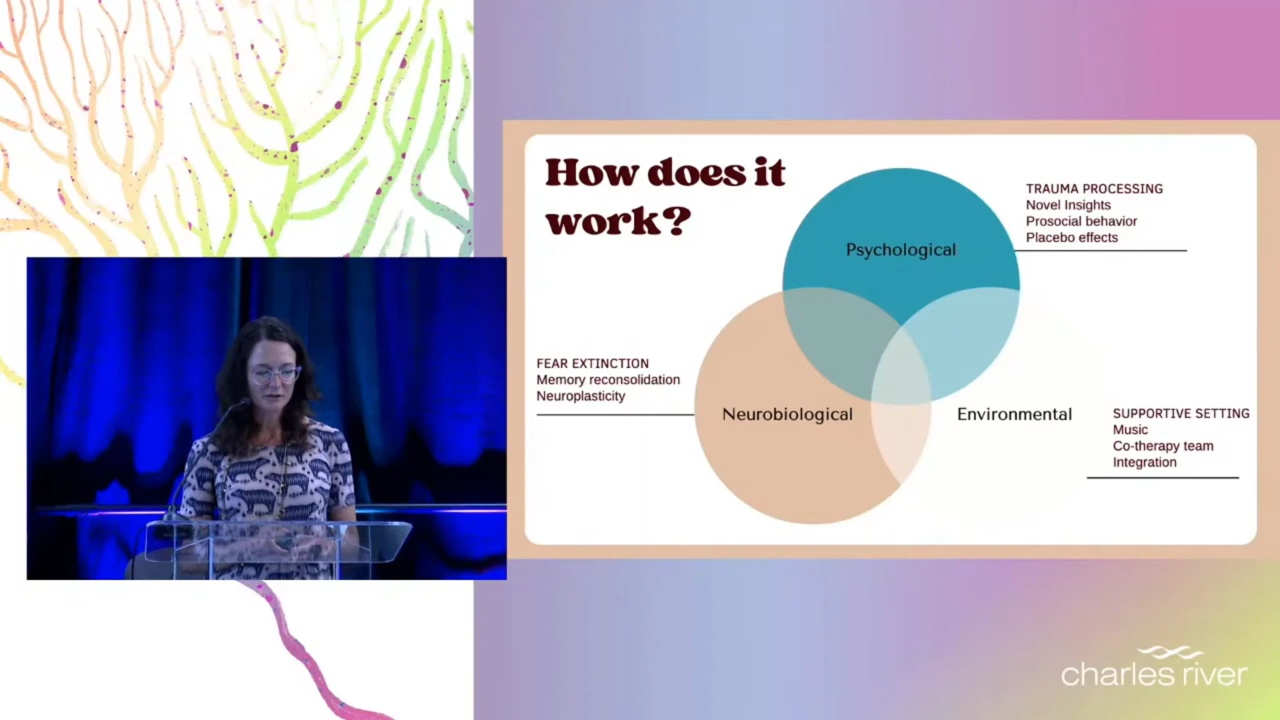 How does it
work?
Psychological
TRAUMA PROCESSING
Novel Insights
Prosocial behavior
Placebo effects
FEAR EXTINCTION
Memory reconsolidation
Neuroplasticity
Neurobiological
Environmental
SUPPORTIVE SETTING
Music
Co-therapy team
Integration
charles river